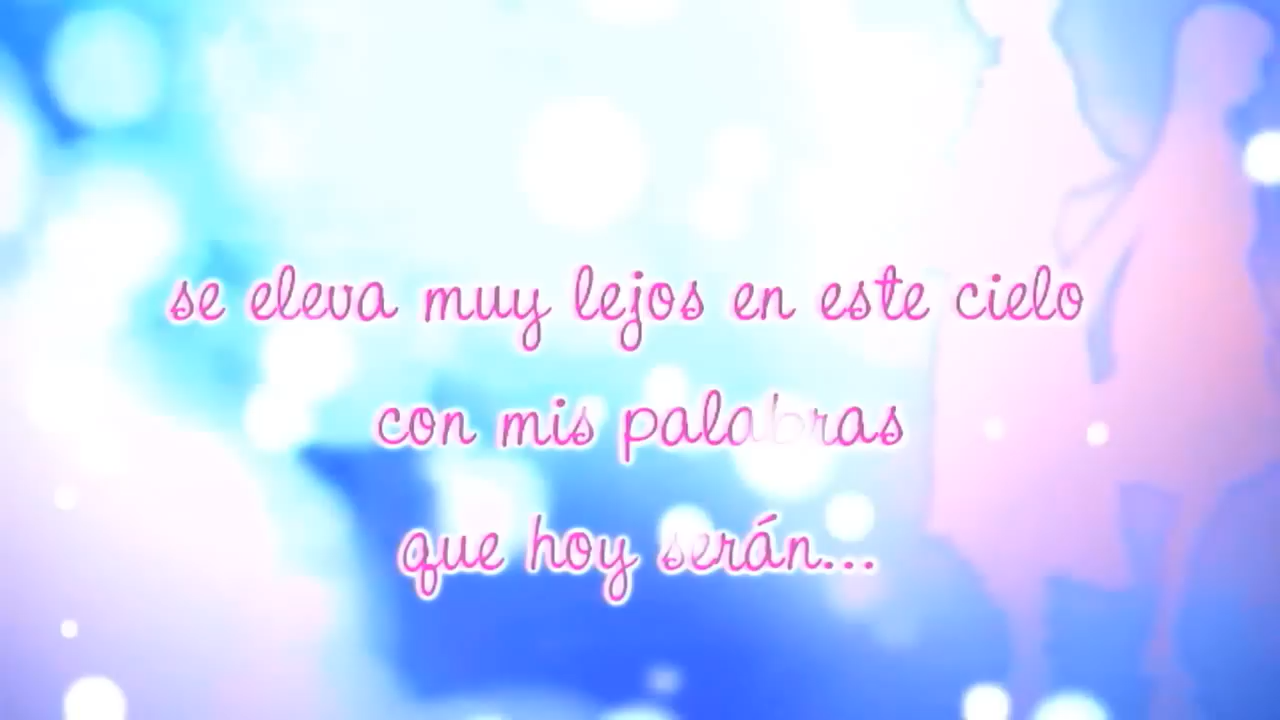 se eleva muy lejos en este cielo
con mis palabras
que hoy serán...